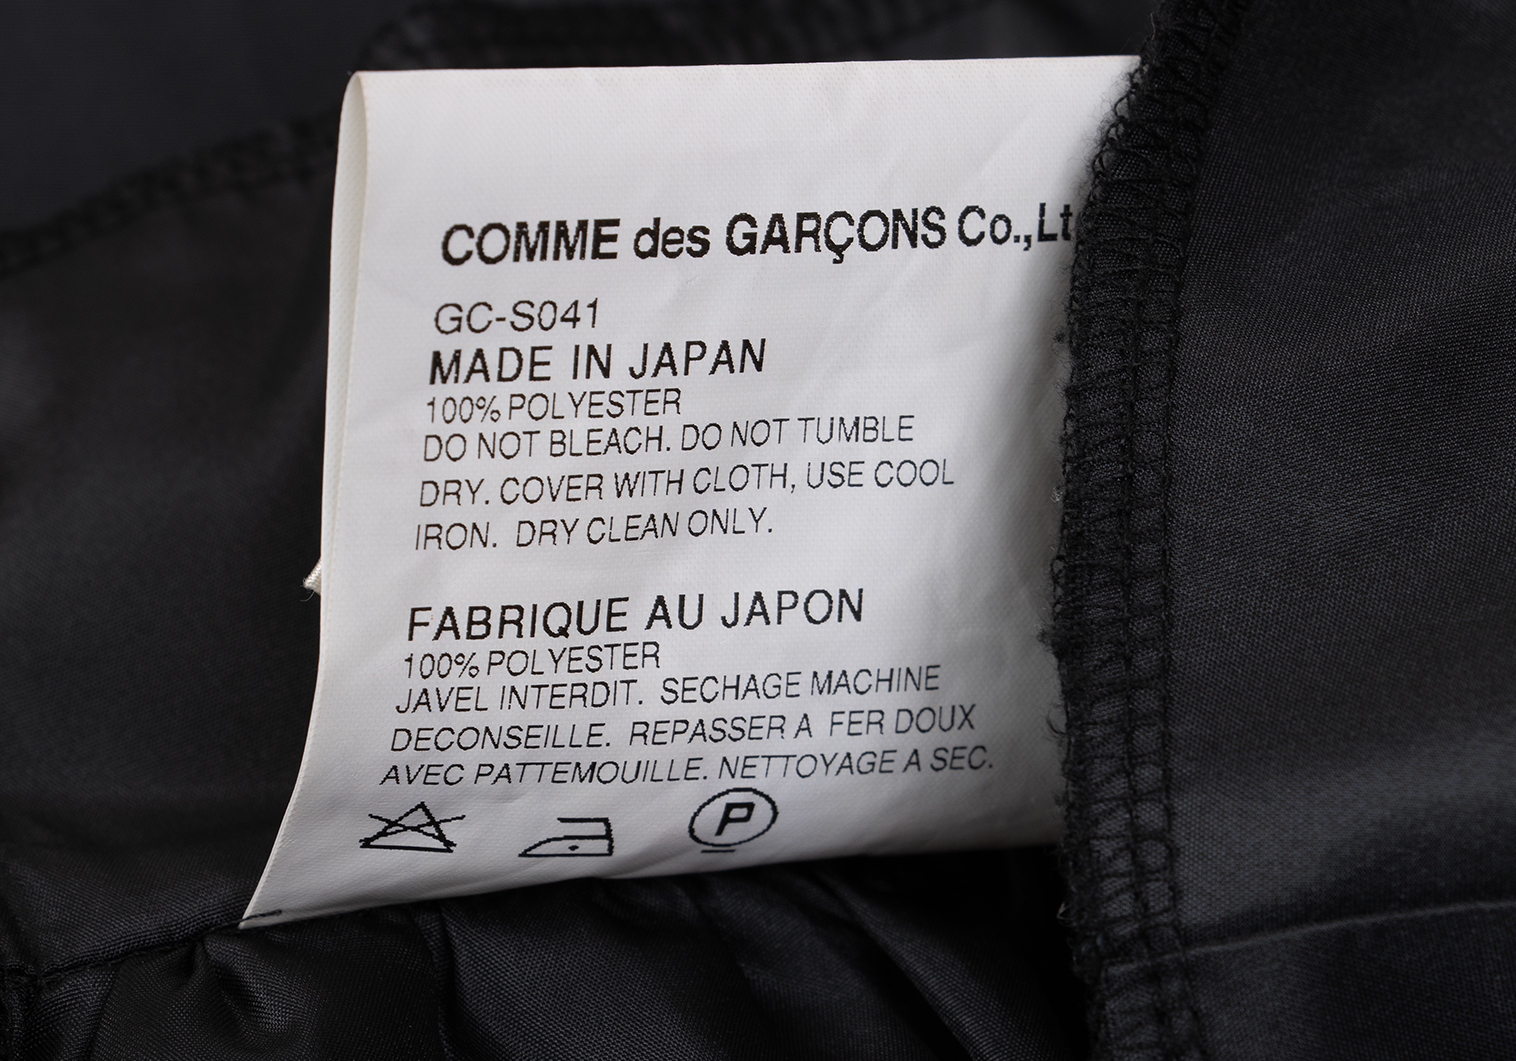 COMME des GARÇONS Co.,Lt
GC-S041
MADE IN JAPAN
100% POLYESTER
DO NOT BLEACH. DO NOT TUMBLE
DRY. COVER WITH CLOTH, USE COOL
IRON. DRY CLEAN ONLY.
FABRIQUE AU JAPON
100% POLYESTER
JAVEL INTERDIT. SECHAGE MACHINE
DECONSEILLE. REPASSER A FER DOUX
AVEC PATTEMOUILLE. NETTOYAGE A SEC.
P